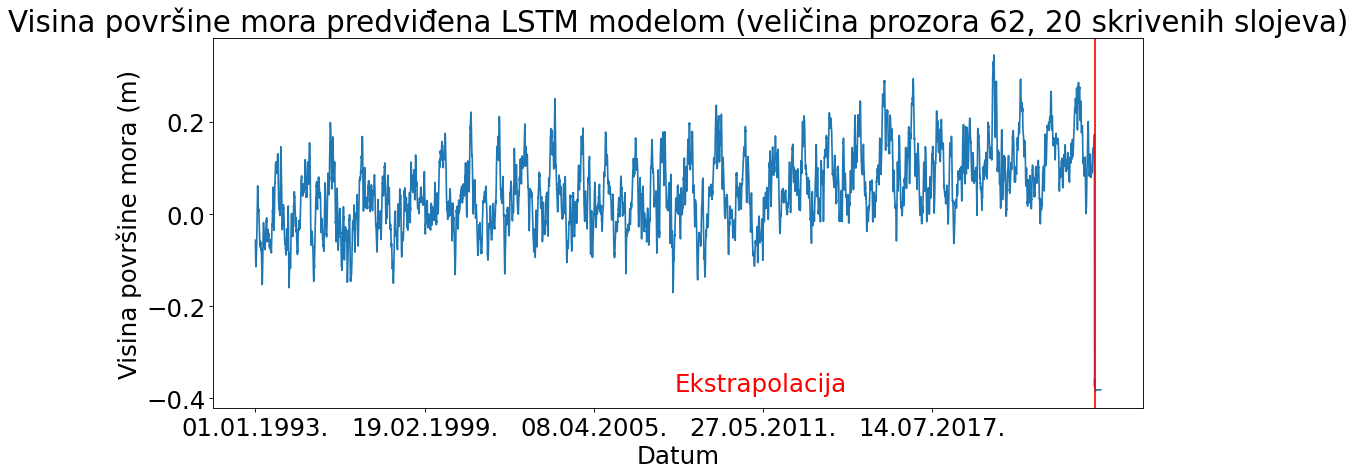 Visina površine mora predviđena LSTM modelom (veličina prozora 62, 20 skrivenih slojeva)
Visina površine mora (m)
0.2
0.0
−0.2
−0.4
Ekstrapolacija
01.01.1993. 19.02.1999. 08.04.2005. 27.05.2011. 14.07.2017.
Datum